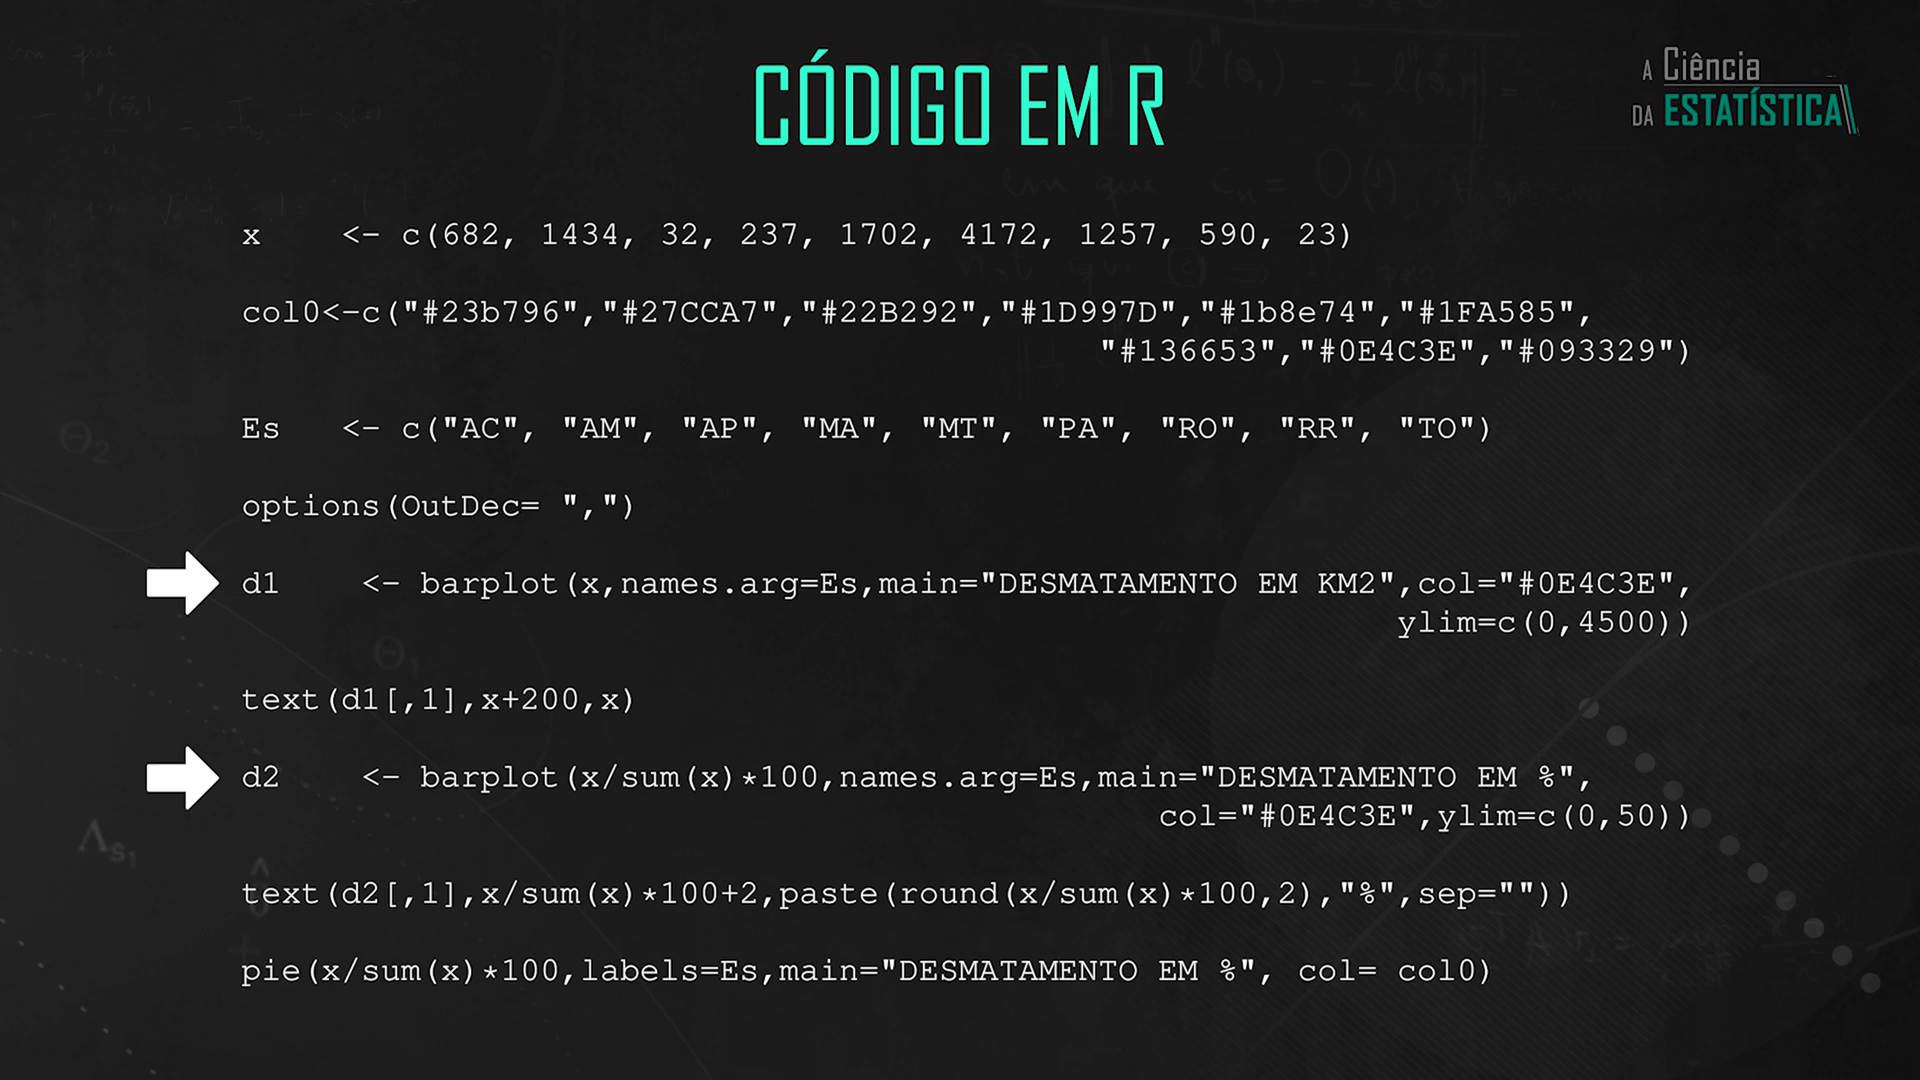 CÓDIGO EM R
A Ciência
DA ESTATÍSTICA
x <- c(682, 1434, 32, 237, 1702, 4172, 1257, 590, 23)
col0<-c("#23b796","#27CCA7","#22B292","#1D997D","#1b8e74","#1FA585",
"#136653","#0E4C3E","#093329")
Es <- c("AC", "AM", "AP", "MA", "MT", "PA", "RO", "RR", "TO")
options(OutDec= ",")
d1 <- barplot(x,names.arg=Es,main="DESMATAMENTO EM KM2",col="#0E4C3E",
ylim=c(0,4500))
text(d1[,1],x+200,x)
d2 <- barplot(x/sum(x)*100,names.arg=Es,main="DESMATAMENTO EM %",
col="#0E4C3E",ylim=c(0,50))
text(d2[,1],x/sum(x)*100+2,paste(round(x/sum(x)*100,2),"%",sep=""))
pie(x/sum(x)*100,labels=Es,main="DESMATAMENTO EM %", col= col0)